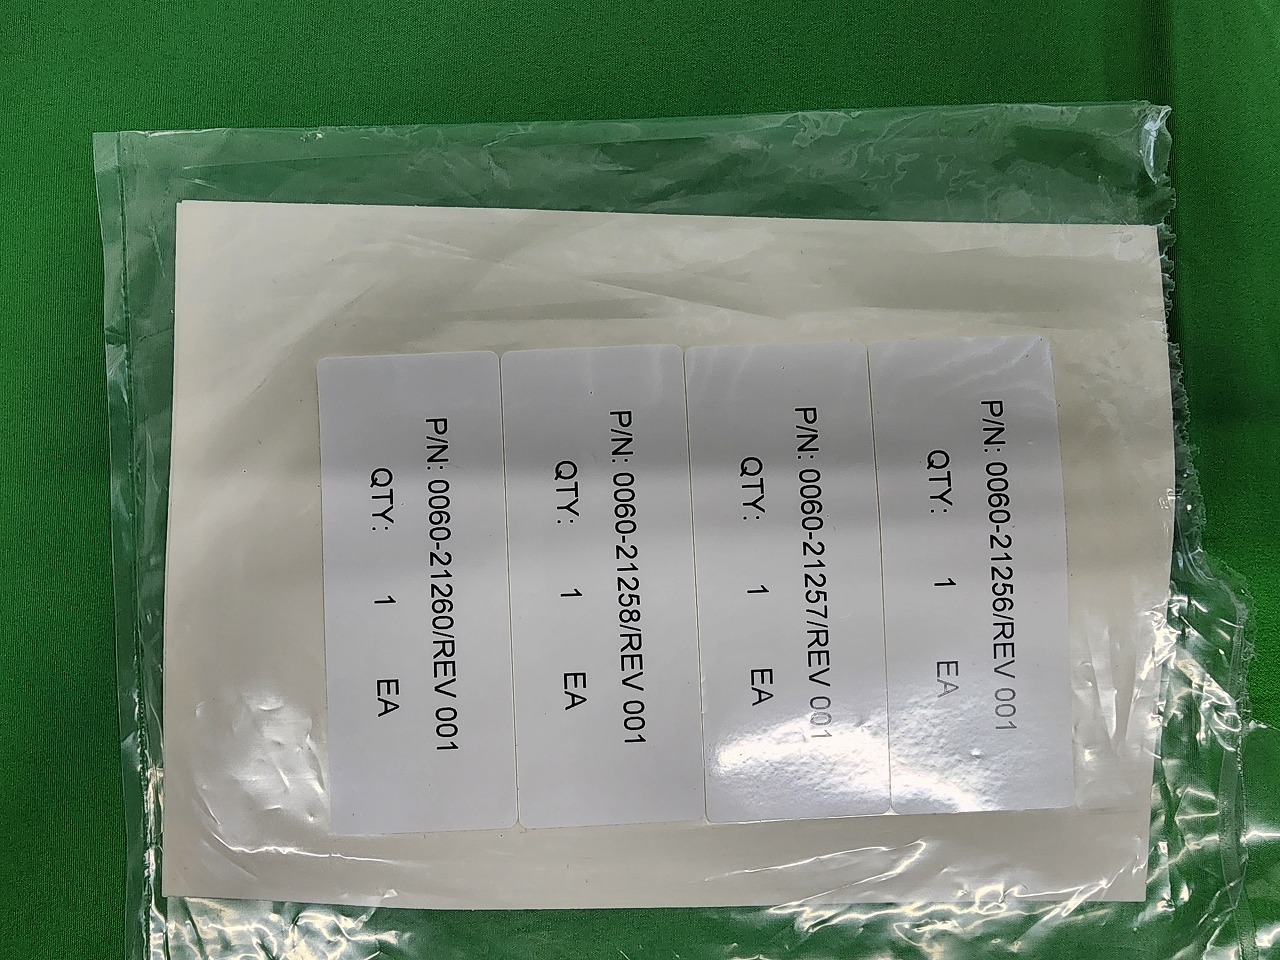 P/N: 0060-21256/REV 001
QTY: 1 EA
P/N: 0060-21257/REV 001
QTY: 1 EA
P/N: 0060-21258/REV 001
QTY: 1 EA
P/N: 0060-21260/REV 001
QTY: 1 EA